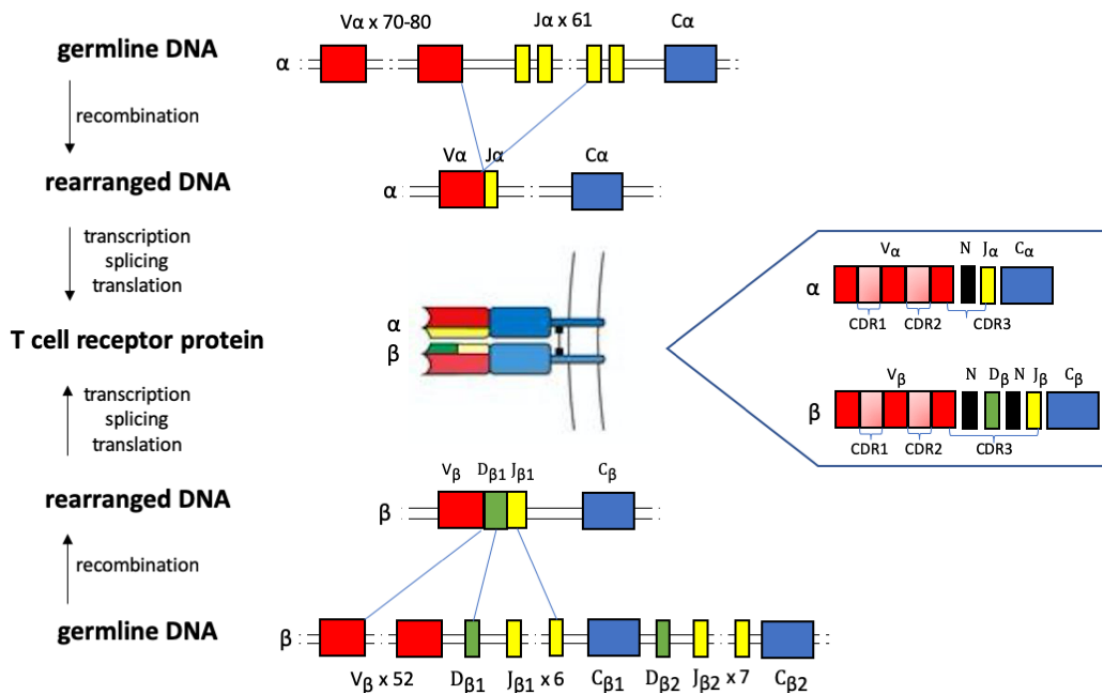 Vα x 70-80 Jα x 61 Cα
germline DNA
α
recombination
Vα Jα Cα
rearranged DNA
α
transcription
splicing
translation
T cell receptor protein
α
β
Vα N Jα Cα
α
CDR1 CDR2 CDR3
Vβ N Dβ N Jβ Cβ
β
CDR1 CDR2 CDR3
transcription
splicing
translation
Vβ Dβ1 Jβ1 Cβ
rearranged DNA
β
recombination
germline DNA
β
Vβ x 52 Dβ1 Jβ1 x 6 Cβ1 Dβ2 Jβ2 x 7 Cβ2